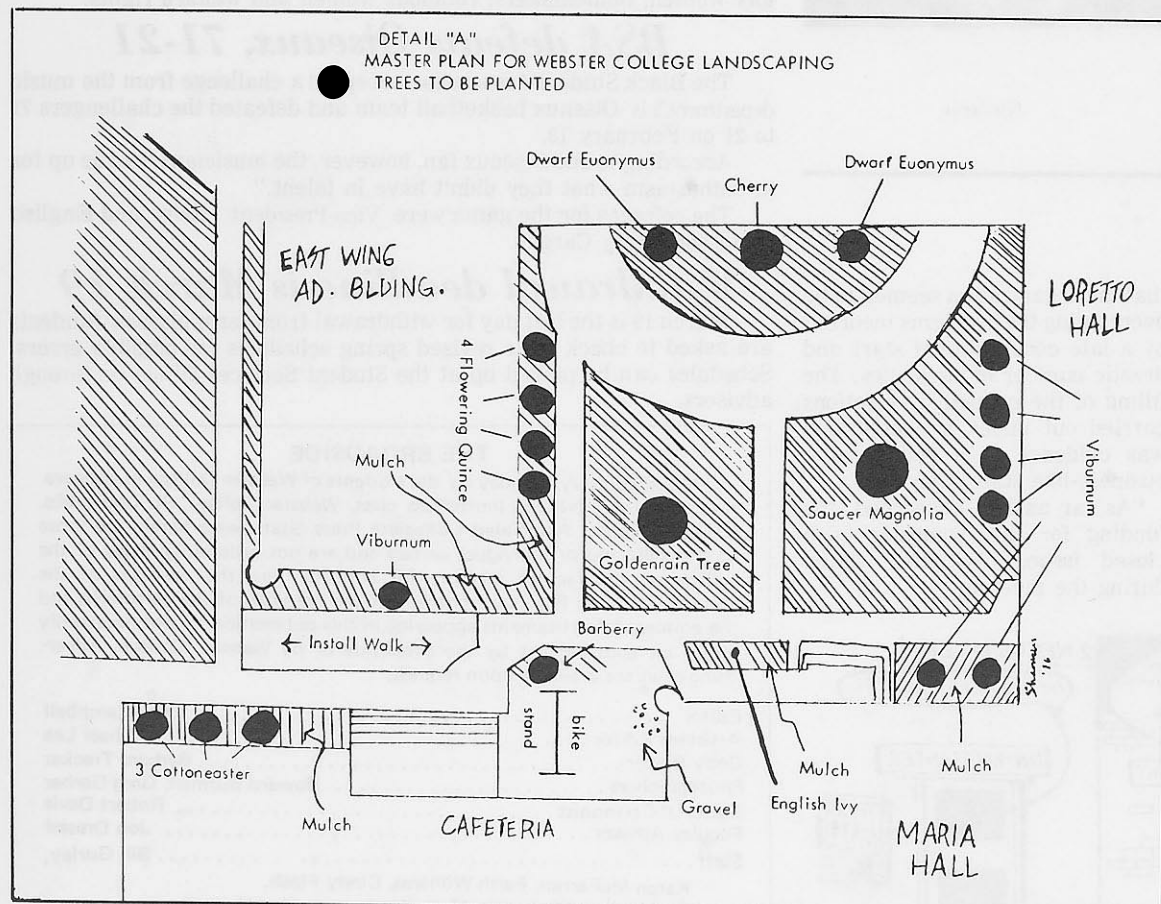 DETAIL "A"
MASTER PLAN FOR WEBSTER COLLEGE LANDSCAPING
TREES TO BE PLANTED
Dwarf Euonymus
Cherry
Dwarf Euonymus
EAST WING
AD. BLDING.
LORETTO
HALL
4 Flowering Quince
Mulch
Viburnum
Viburnum
Saucer Magnolia
Goldenrain Tree
Install Walk
Barberry
bike
stand
3 Cottoneaster
Mulch
CAFETERIA
Gravel
English Ivy
Mulch
Mulch
MARIA
HALL